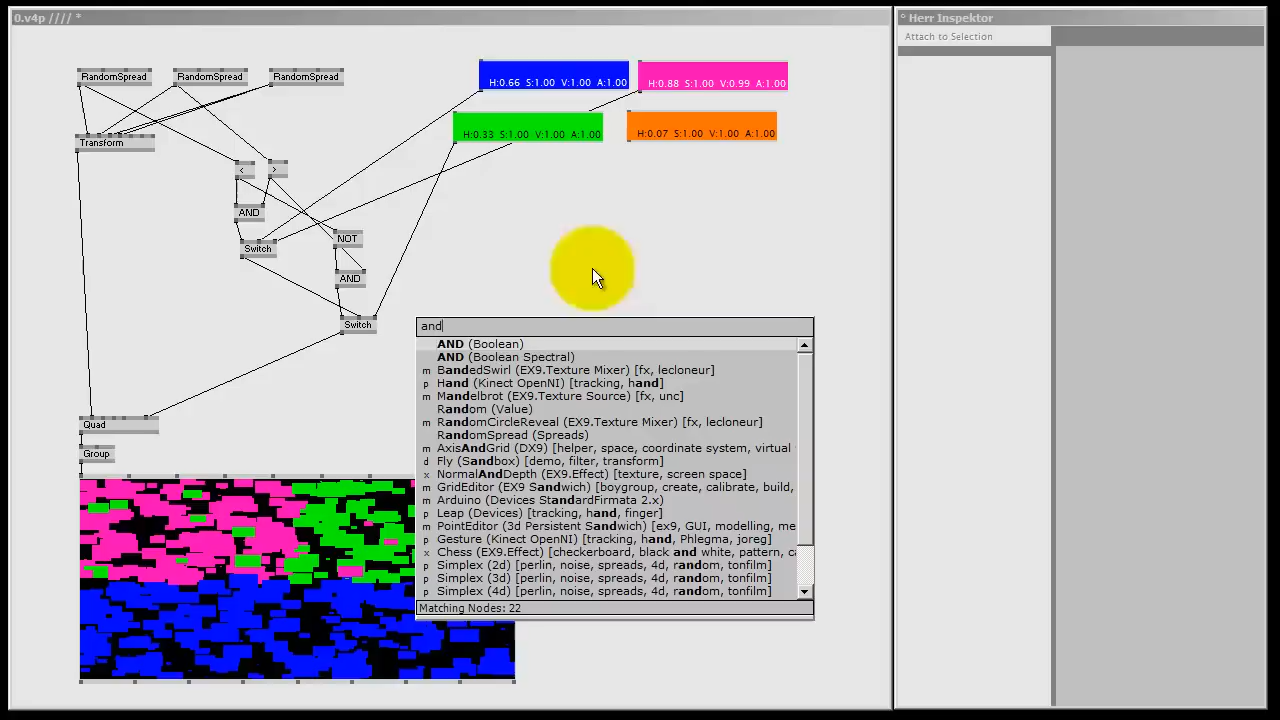 0.v4p //// *
° Herr Inspektor
Attach to Selection
RandomSpread
RandomSpread
RandomSpread
H:0.66 S:1.00 V:1.00 A:1.00
H:0.88 S:1.00 V:0.99 A:1.00
H:0.33 S:1.00 V:1.00 A:1.00
H:0.07 S:1.00 V:1.00 A:1.00
Transform
<
>
AND
NOT
Switch
AND
Switch
Quad
Group
and
AND (Boolean)
AND (Boolean Spectral)
m BandedSwirl (EX9.Texture Mixer) [fx, lecloneur]
p Hand (Kinect OpenNI) [tracking, hand]
m Mandelbrot (EX9.Texture Source) [fx, unc]
Random (Value)
m RandomCircleReveal (EX9.Texture Mixer) [fx, lecloneur]
RandomSpread (Spreads)
m AxisAndGrid (DX9) [helper, space, coordinate system, virtual
d Fly (Sandbox) [demo, filter, transform]
x NormalAndDepth (EX9.Effect) [texture, screen space]
m GridEditor (EX9 Sandwich) [boygroup, create, calibrate, build,
m Arduino (Devices StandardFirmata 2.x)
p Leap (Devices) [tracking, hand, finger]
m PointEditor (3d Persistent Sandwich) [ex9, GUI, modelling, me
p Gesture (Kinect OpenNI) [tracking, hand, Phlegma, joreg]
x Chess (EX9.Effect) [checkerboard, black and white, pattern, ca
p Simplex (2d) [perlin, noise, spreads, 4d, random, tonfilm]
p Simplex (3d) [perlin, noise, spreads, 4d, random, tonfilm]
p Simplex (4d) [perlin, noise, spreads, 4d, random, tonfilm]
Matching Nodes: 22